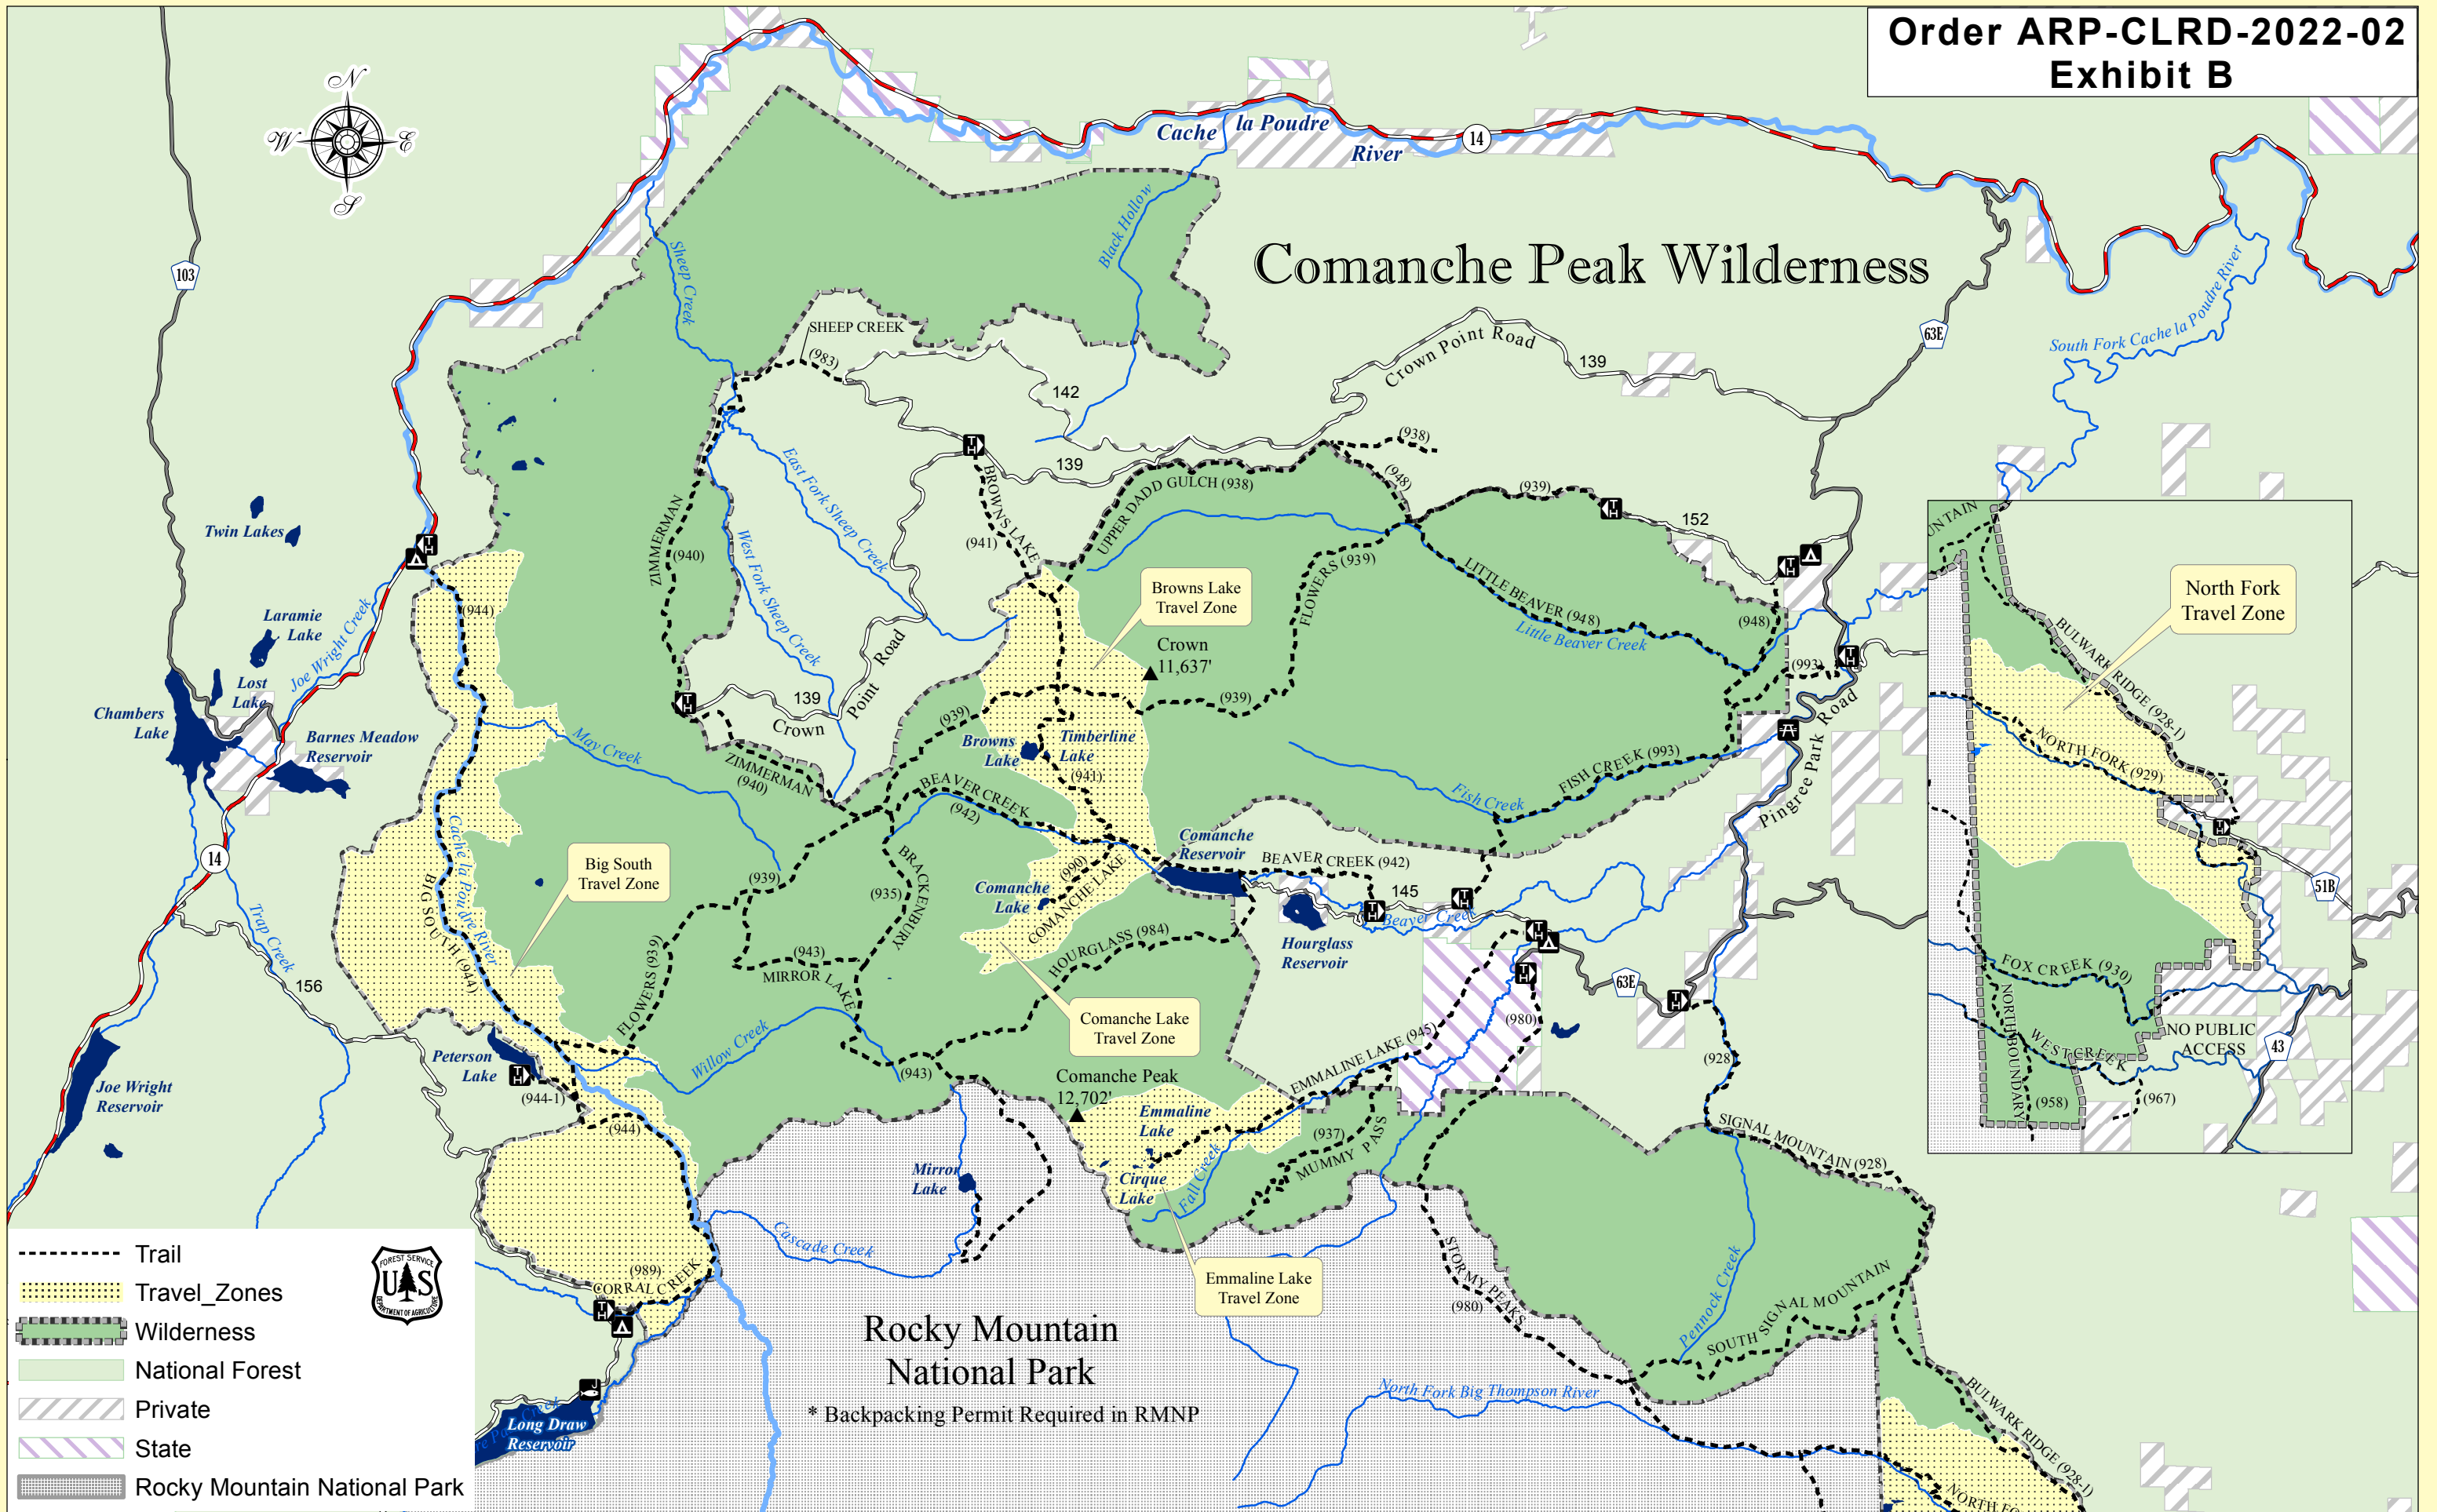 Order ARP-CLRD-2022-02
Exhibit B
N
W
E
S
Cache
la Poudre
River
14
Comanche Peak Wilderness
Black Hollow
Sheep Creek
103
63E
South Fork Cache la Poudre River
SHEEP CREEK
(983)
142
Crown Point Road
139
(938)
139
BROWNS LAKE
(941)
UPPER DADD GULCH (938)
(948)
(939)
152
East Fork Sheep Creek
West Fork Sheep Creek
ZIMMERMAN
(940)
Twin Lakes
Laramie
Lake
Lost
Lake
Joe Wright Creek
Chambers
Lake
Barnes Meadow
Reservoir
(944)
May Creek
Browns Lake
Travel Zone
Crown
11,637'
FLOWERS (939)
LITTLE BEAVER (948)
Little Beaver Creek
(948)
(993)
139
Crown
Point
Road
(939)
(939)
Browns
Lake
Timberline
Lake
(941)
ZIMMERMAN
(940)
BEAVER CREEK
(942)
Fish Creek
FISH CREEK (993)
Pingree Park Road
14
Trap Creek
156
Big South
Travel Zone
Cache la Poudre River
BIG SOUTH (944)
(939)
(935)
BRACKENBURY
(990)
COMANCHE LAKE
Comanche
Lake
Comanche
Reservoir
BEAVER CREEK (942)
145
Beaver Creek
Hourglass
Reservoir
HOURGLASS (984)
(943)
MIRROR LAKE
FLOWERS (939)
Willow Creek
(943)
Comanche Lake
Travel Zone
Comanche Peak
12,702'
Emmaline
Lake
Cirque
Lake
Fall Creek
EMMALINE LAKE (945)
(937)
MUMMY PASS
(980)
63E
(928)
SIGNAL MOUNTAIN (928)
Peterson
Lake
(944-1)
(944)
Joe Wright
Reservoir
Mirror
Lake
Cascade Creek
Emmaline Lake
Travel Zone
STORMY PEAKS
(980)
Pennock Creek
SOUTH SIGNAL MOUNTAIN
(989)
CORRAL CREEK
Rocky Mountain
National Park
* Backpacking Permit Required in RMNP
North Fork Big Thompson River
BULWARK RIDGE (928-1)
Long Draw
Reservoir
Creek
UNTAIN
North Fork
Travel Zone
BULWARK RIDGE (928-1)
NORTH FORK (929)
51B
FOX CREEK (930)
NORTH BOUNDARY
WEST CREEK
NO PUBLIC
ACCESS
43
(958)
(967)
Trail
Travel_Zones
Wilderness
National Forest
Private
State
Rocky Mountain National Park
FOREST SERVICE
US
DEPARTMENT OF AGRICULTURE